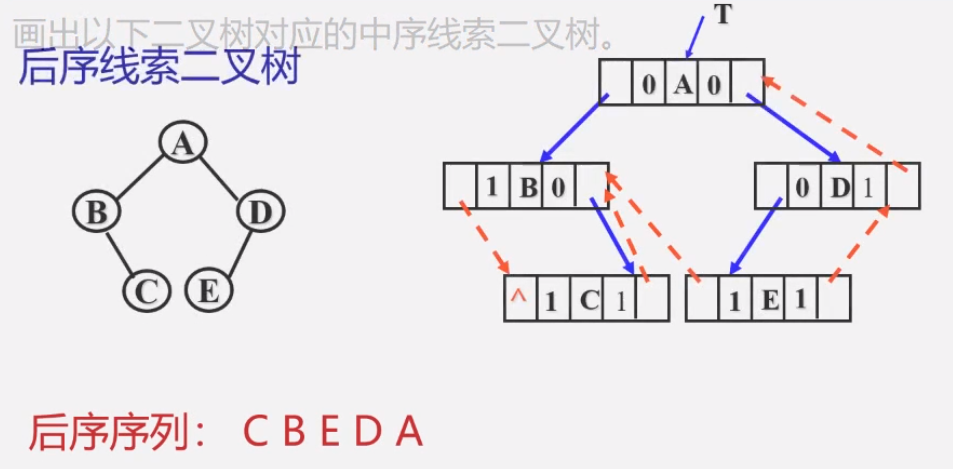 画出以下二叉树对应的中序线索二叉树。
后序线索二叉树
T
0 A 0
A
B D
C E
1 B 0
0 D 1
^ 1 C 1
1 E 1
后序序列： C B E D A